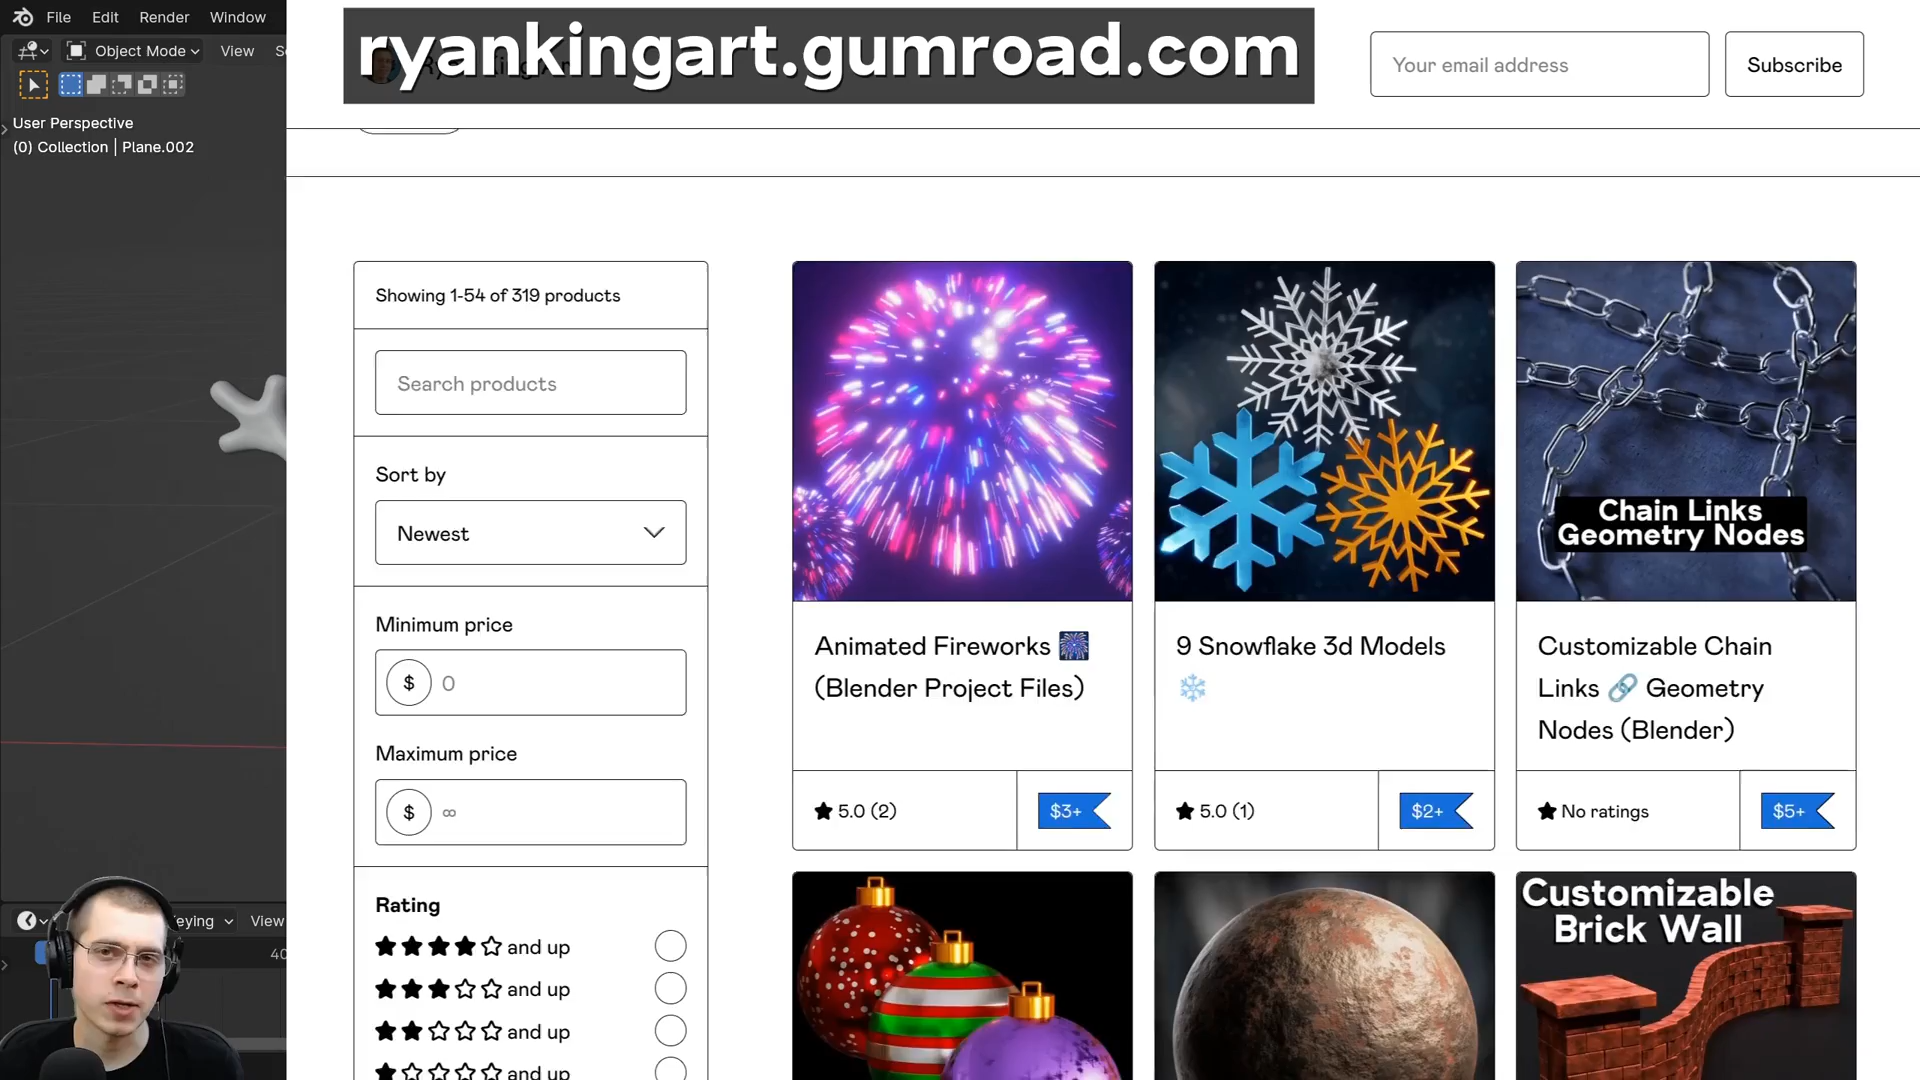 File Edit Render Window
Object Mode View
User Perspective
(0) Collection | Plane.002
ryankingart.gumroad.com
Your email address
Subscribe
Showing 1-54 of 319 products
Search products
Sort by
Newest
Minimum price
$ 0
Maximum price
$ ∞
Rating
and up
and up
and up
and up
Chain Links
Geometry Nodes
Animated Fireworks 🎆
(Blender Project Files)
5.0 (2) $3+
9 Snowflake 3d Models
❄️
5.0 (1) $2+
Customizable Chain
Links 🔗 Geometry
Nodes (Blender)
No ratings $5+
Customizable
Brick Wall
eying View
40